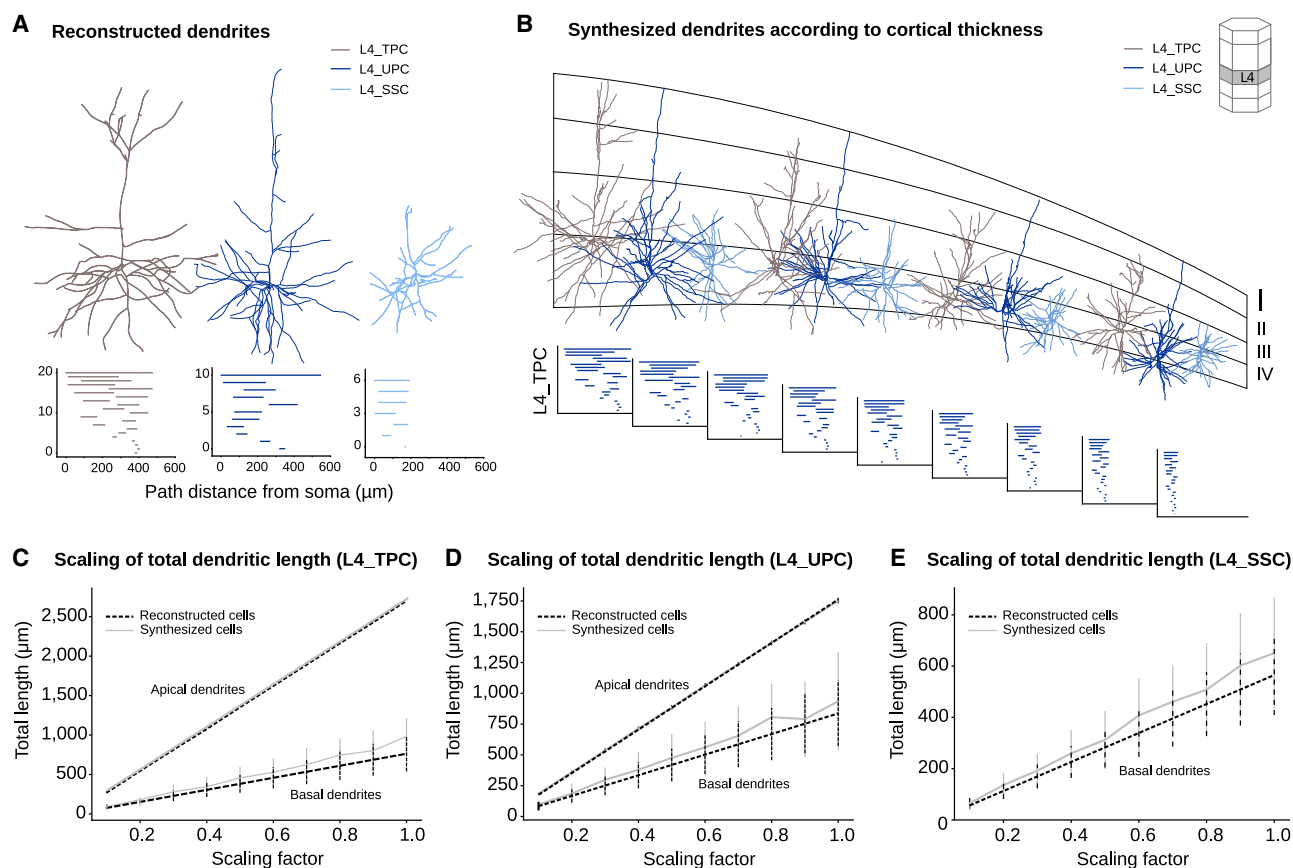 A Reconstructed dendrites
L4_TPC
L4_UPC
L4_SSC
20
10
0
0 200 400 600
10
5
0
0 200 400 600
6
3
0
0 200 400 600
Path distance from soma (µm)
B Synthesized dendrites according to cortical thickness
L4_TPC
L4_UPC
L4_SSC
L4
I
II
III
IV
L4_TPC
C Scaling of total dendritic length (L4_TPC)
Total length (µm)
2,500
2,000
1,500
1,000
500
0
Reconstructed cells
Synthesized cells
Apical dendrites
Basal dendrites
0.2 0.4 0.6 0.8 1.0
Scaling factor
D Scaling of total dendritic length (L4_UPC)
Total length (µm)
1,750
1,500
1,250
1,000
750
500
250
0
Reconstructed cells
Synthesized cells
Apical dendrites
Basal dendrites
0.2 0.4 0.6 0.8 1.0
Scaling factor
E Scaling of total dendritic length (L4_SSC)
Total length (µm)
800
600
400
200
0
Reconstructed cells
Synthesized cells
Basal dendrites
0.2 0.4 0.6 0.8 1.0
Scaling factor